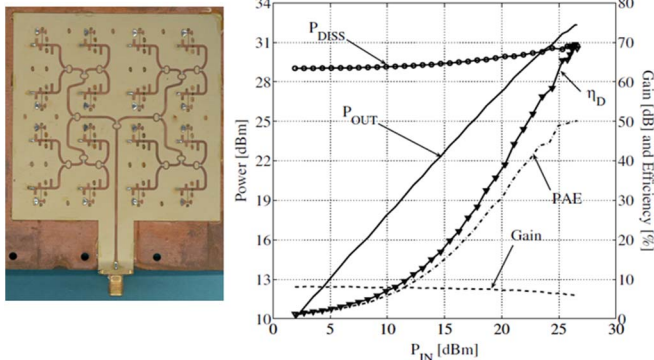 34
31
28
25
22
19
16
13
10
Power [dBm]
80
70
60
50
40
30
20
10
0
Gain [dB] and Efficiency [%]
P_DISS
P_OUT
η_D
PAE
Gain
0 5 10 15 20 25 30
P_IN [dBm]